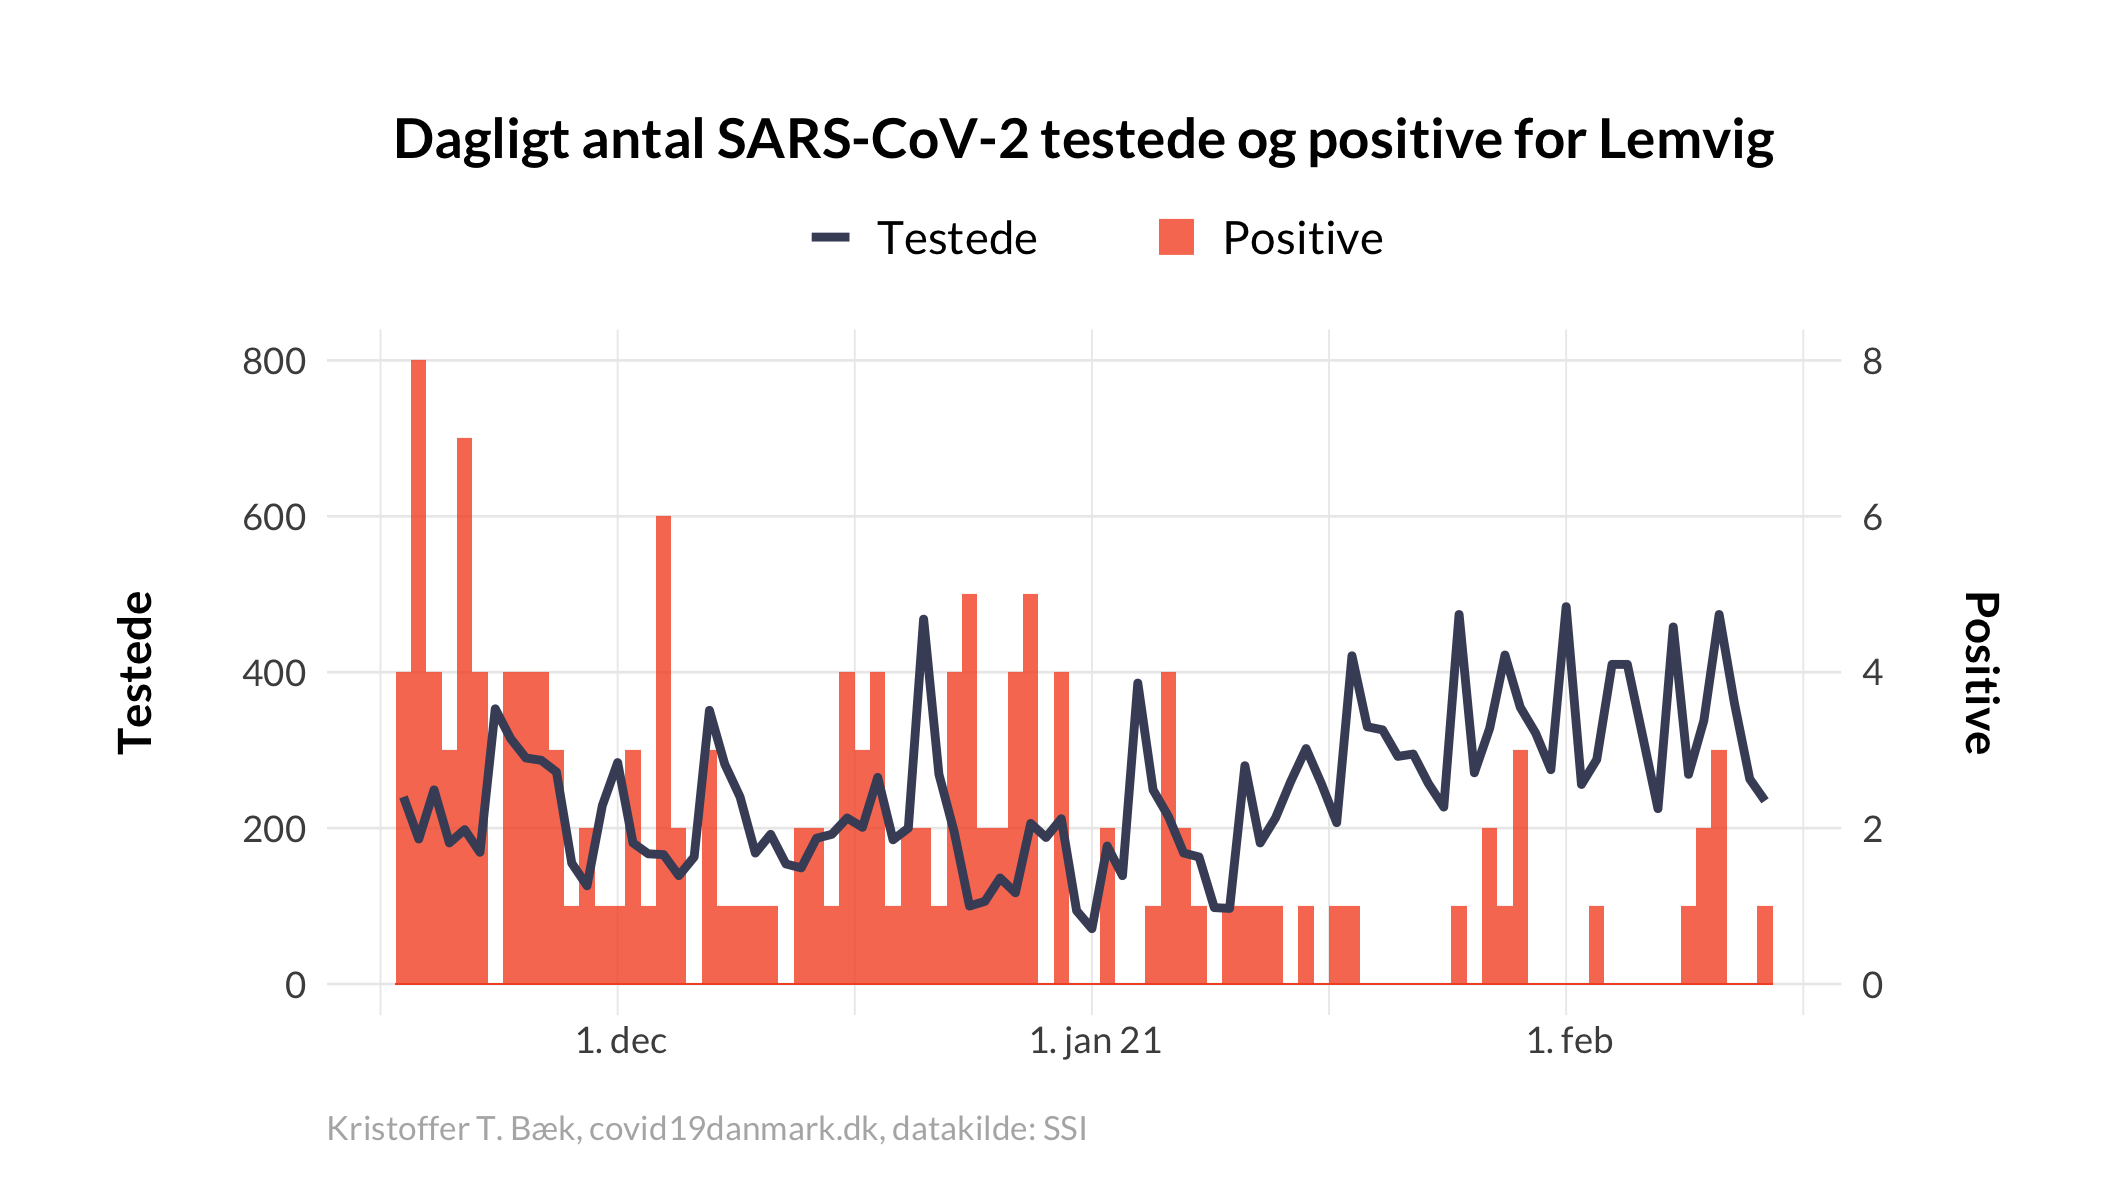 Dagligt antal SARS-CoV-2 testede og positive for Lemvig
Testede
Positive
800
600
400
200
0
Testede
8
6
4
2
0
Positive
1. dec
1. jan 21
1. feb
Kristoffer T. Bæk, covid19danmark.dk, datakilde: SSI